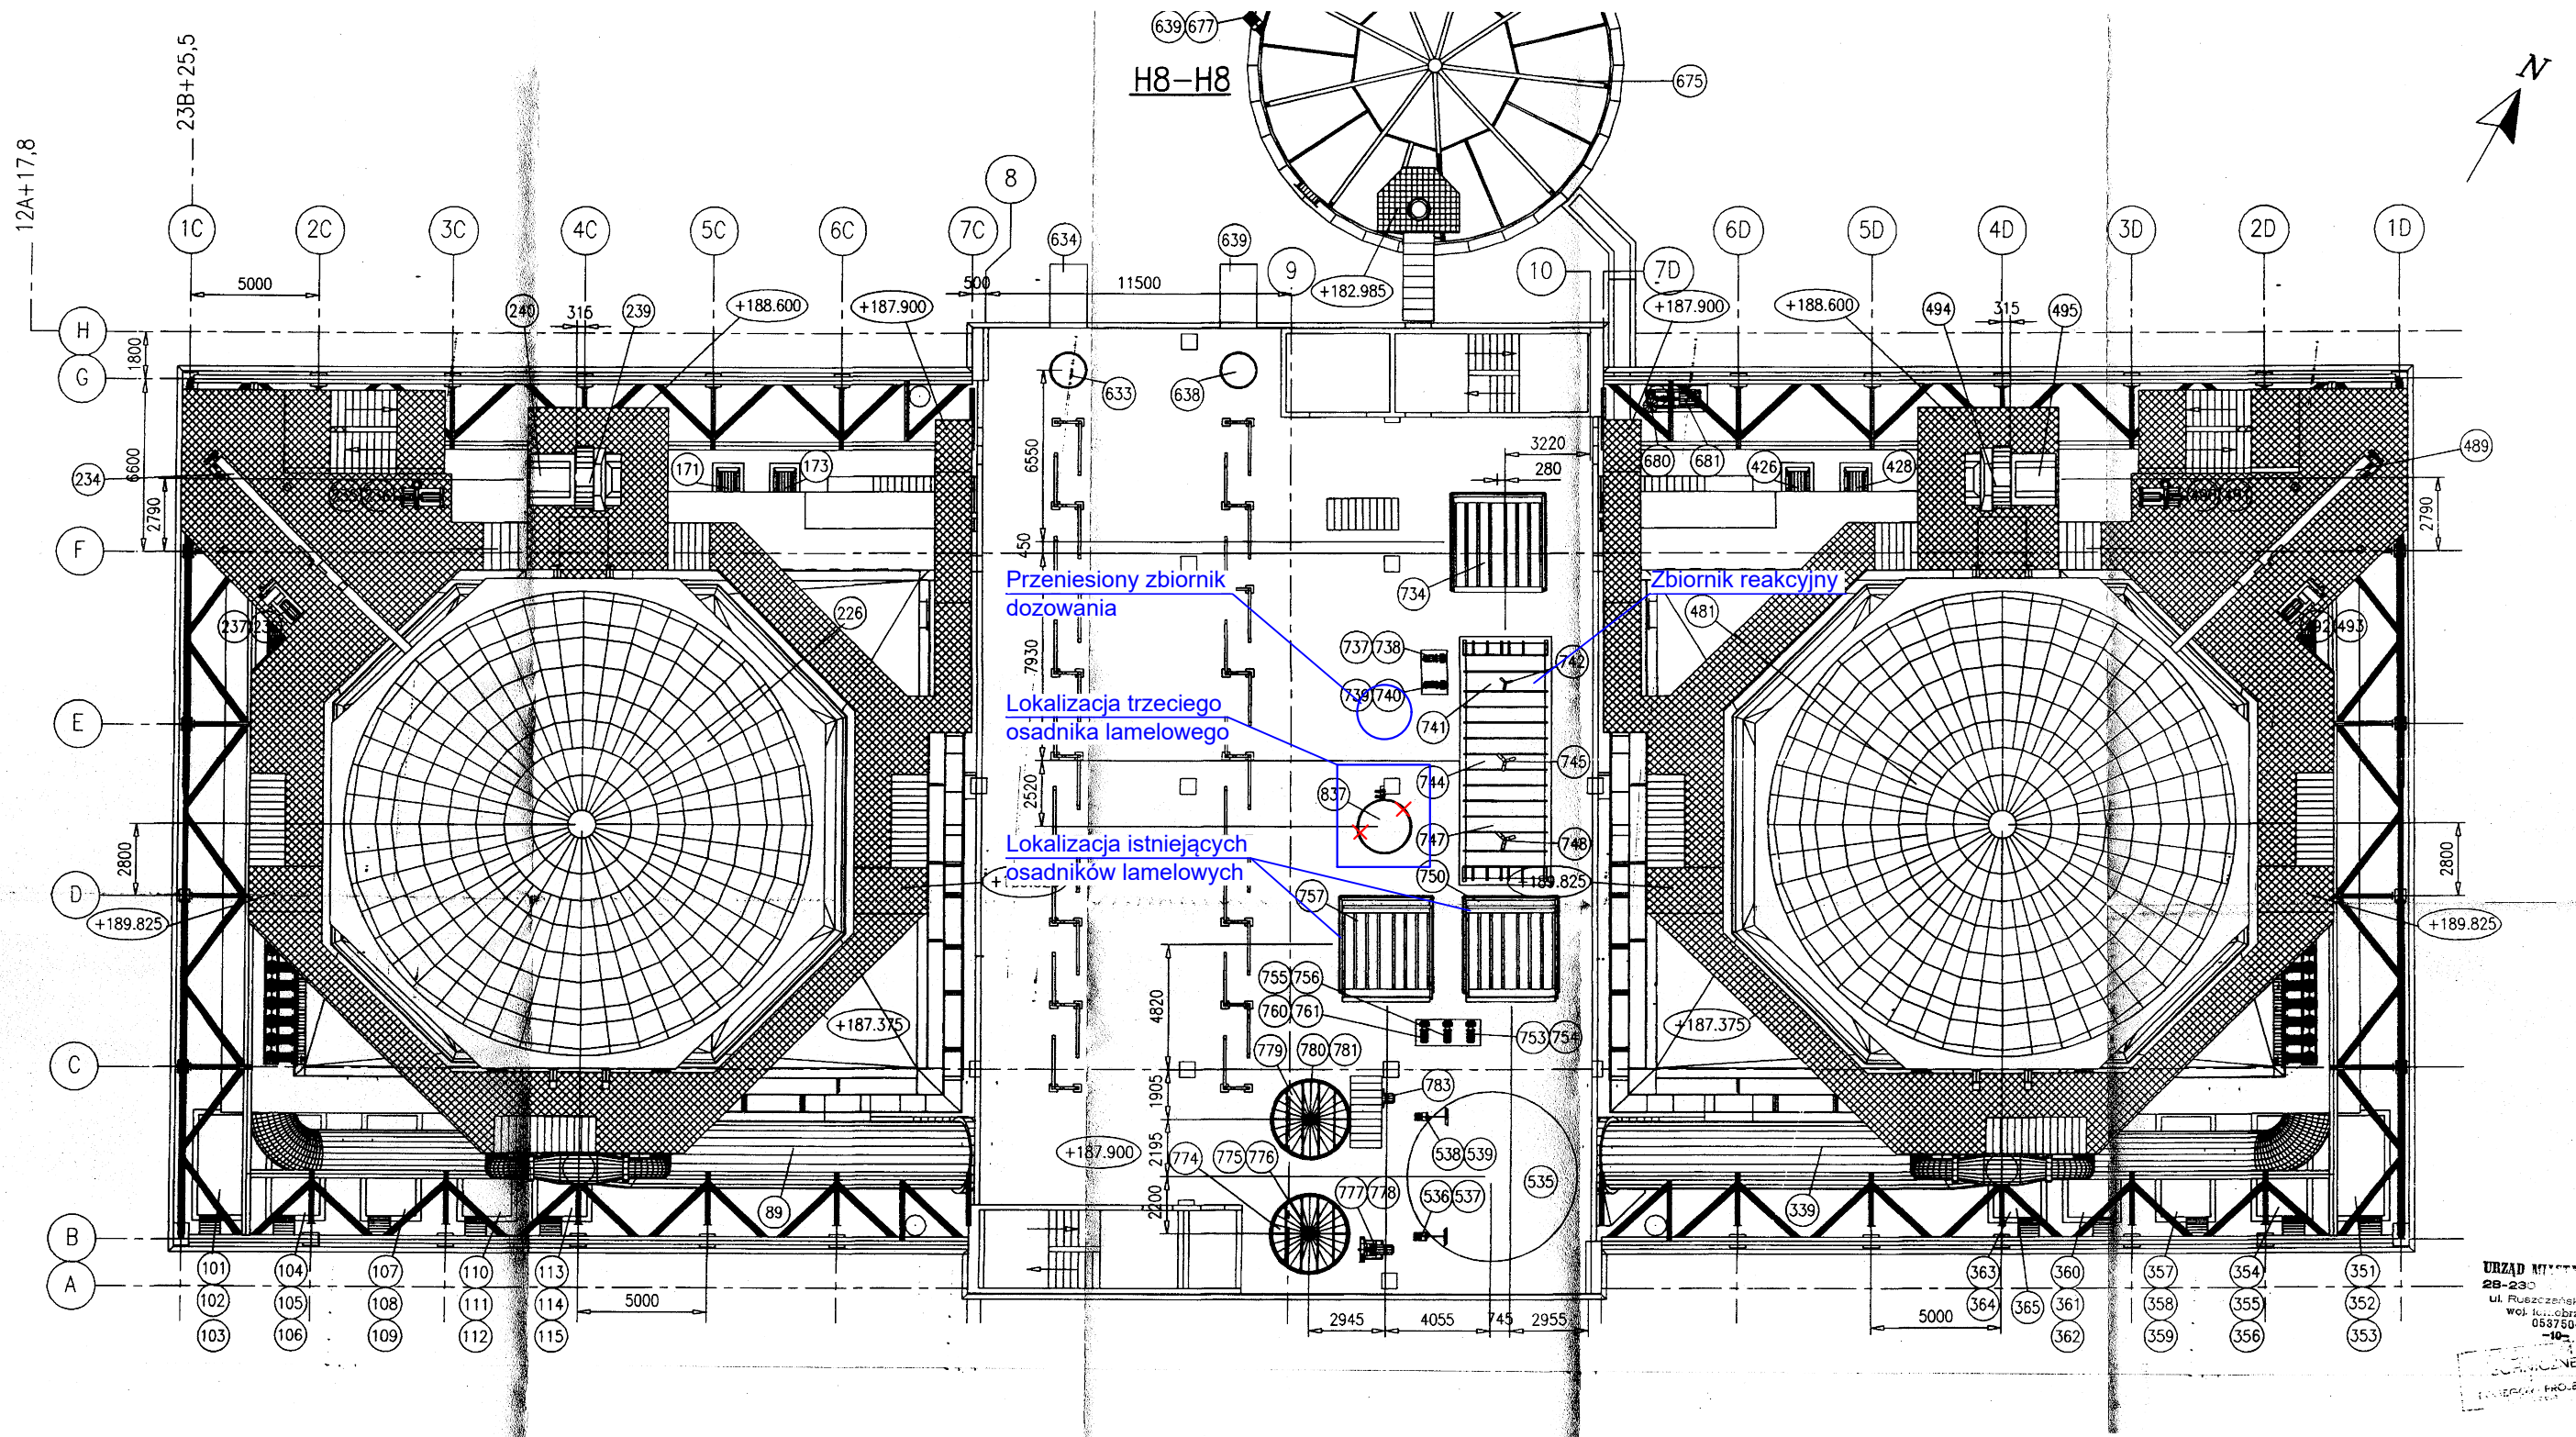 639 677
H8-H8
675
N
23B+25,5
12A+17,8
8
1C 2C 3C 4C 5C 6C 7C
634 639 9 10 7D
6D 5D 4D 3D 2D 1D
5000 500 11500 +182.985
240 315 239 +188.600 +187.900
+187.900 +188.600 494 315 495
H
1800
G
633 638
234 6600 171 173
6550
3220
280
680 681 426 428 489
2790
2790
F
450
734
Przeniesiony zbiornik
dozowania
Zbiornik reakcyjny
226
481
493
737 738
742
739 740
7930
Lokalizacja trzeciego
osadnika lamelowego
741
E
745
744
2520
837
747 748
Lokalizacja istniejących
osadników lamelowych
2800
2800
750
+189.825
757
D
+189.825
+189.825
755 756
760 761
4820
753 754
+187.375
+187.375
779 780 781
C
783
1905
538 539
+187.900
2195
774 775 776
535
777 778 536 537
2200
89
339
B
101 104 107 110 113
363 360 357 354 351
A
102 105 108 111 114
364 365 361 358 355 352
103 106 109 112 115
362 359 356 353
5000
2945 4055 745 2955
5000
URZĄD